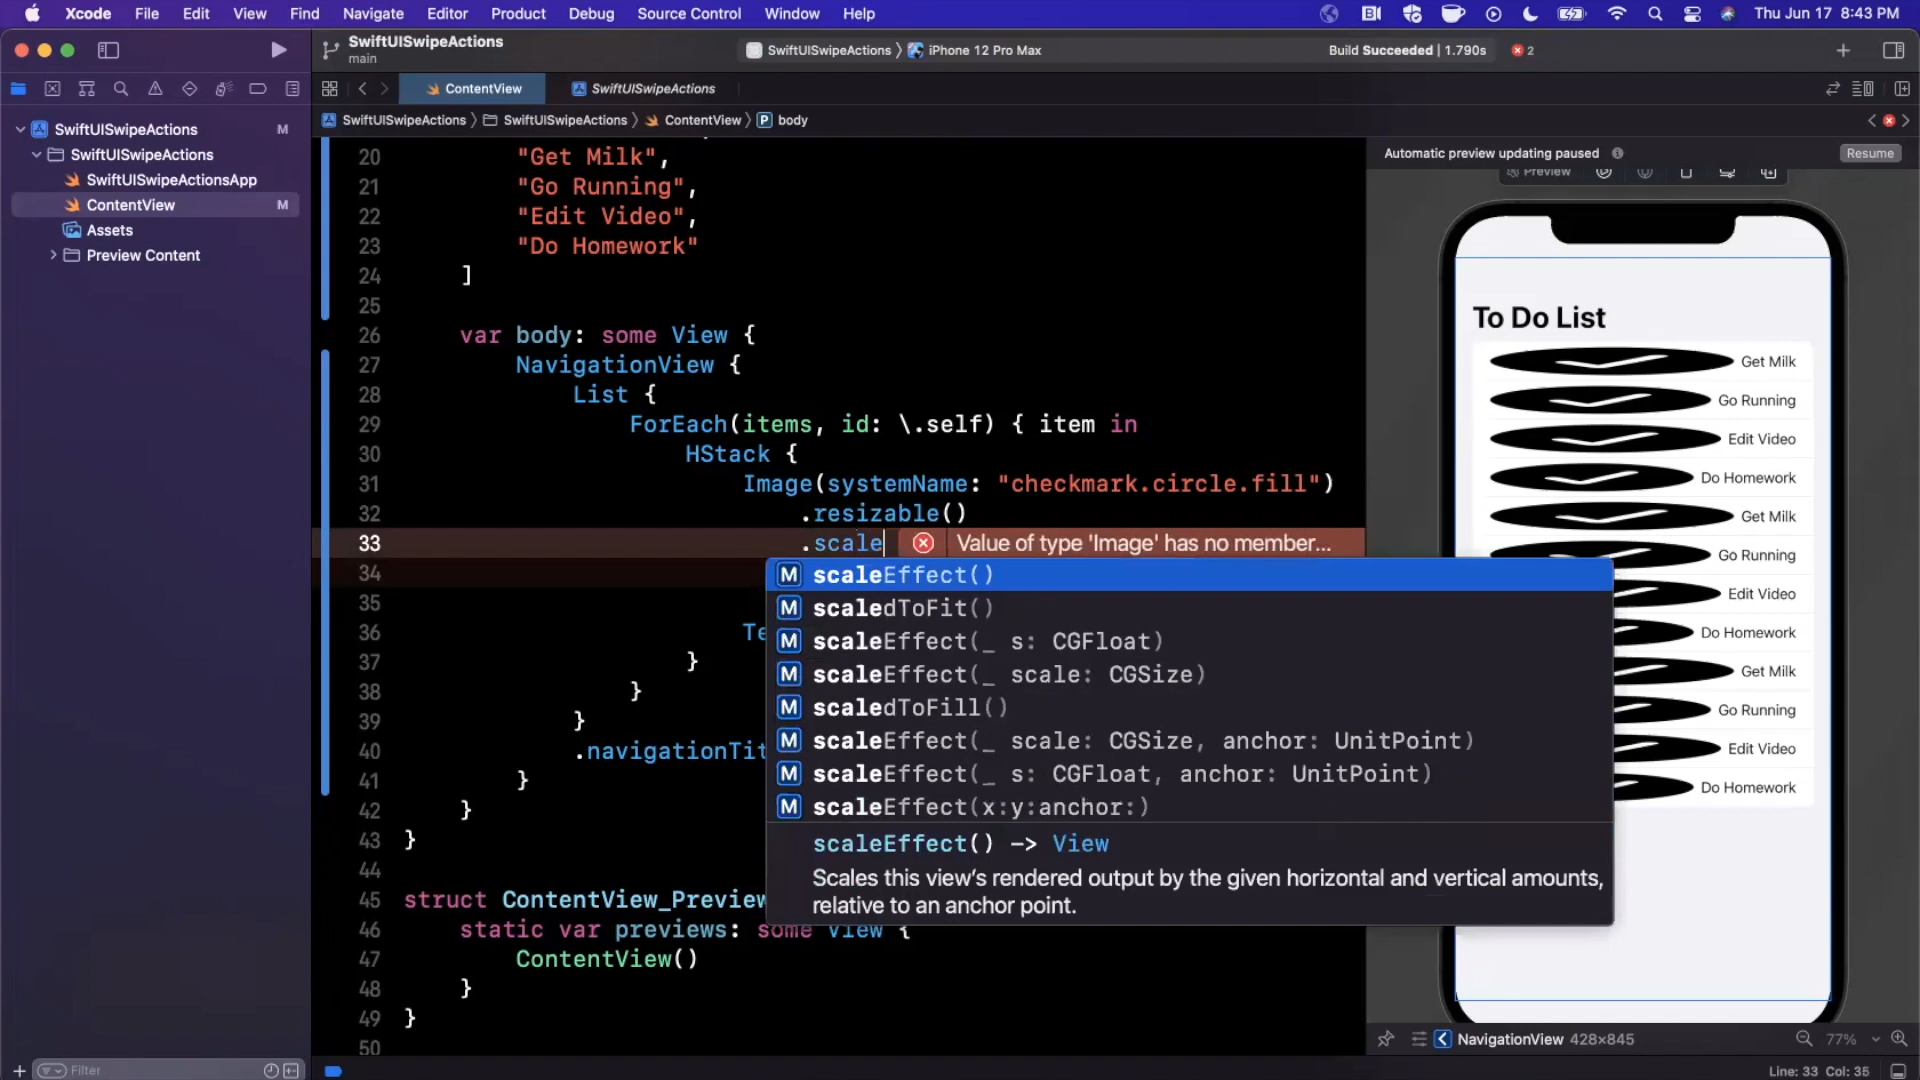 Xcode File Edit View Find Navigate Editor Product Debug Source Control Window Help Thu Jun 17 8:43 PM
SwiftUISwipeActions
main
SwiftUISwipeActions 〉 iPhone 12 Pro Max
Build Succeeded | 1.790s
2
ContentView
SwiftUISwipeActions
SwiftUISwipeActions 〉 SwiftUISwipeActions 〉 ContentView 〉 P body
SwiftUISwipeActions M
SwiftUISwipeActions
SwiftUISwipeActionsApp
ContentView M
Assets
Preview Content
Filter
20 "Get Milk",
21 "Go Running",
22 "Edit Video",
23 "Do Homework"
24 ]
25
26 var body: some View {
27 NavigationView {
28 List {
29 ForEach(items, id: \.self) { item in
30 HStack {
31 Image(systemName: "checkmark.circle.fill")
32 .resizable()
33 .scale Value of type 'Image' has no member...
34
35
36 Te
37 }
38 }
39 }
40 .navigationTit
41 }
42 }
43 }
44
45 struct ContentView_Preview
46 static var previews: some View {
47 ContentView()
48 }
49 }
50
M scaleEffect()
M scaledToFit()
M scaleEffect(_ s: CGFloat)
M scaleEffect(_ scale: CGSize)
M scaledToFill()
M scaleEffect(_ scale: CGSize, anchor: UnitPoint)
M scaleEffect(_ s: CGFloat, anchor: UnitPoint)
M scaleEffect(x:y:anchor:)
scaleEffect() -> View
Scales this view's rendered output by the given horizontal and vertical amounts,
relative to an anchor point.
Automatic preview updating paused
Resume
Preview
To Do List
Get Milk
Go Running
Edit Video
Do Homework
Get Milk
Go Running
Edit Video
Do Homework
Get Milk
Go Running
Edit Video
Do Homework
NavigationView 428×845
77%
Line: 33 Col: 35